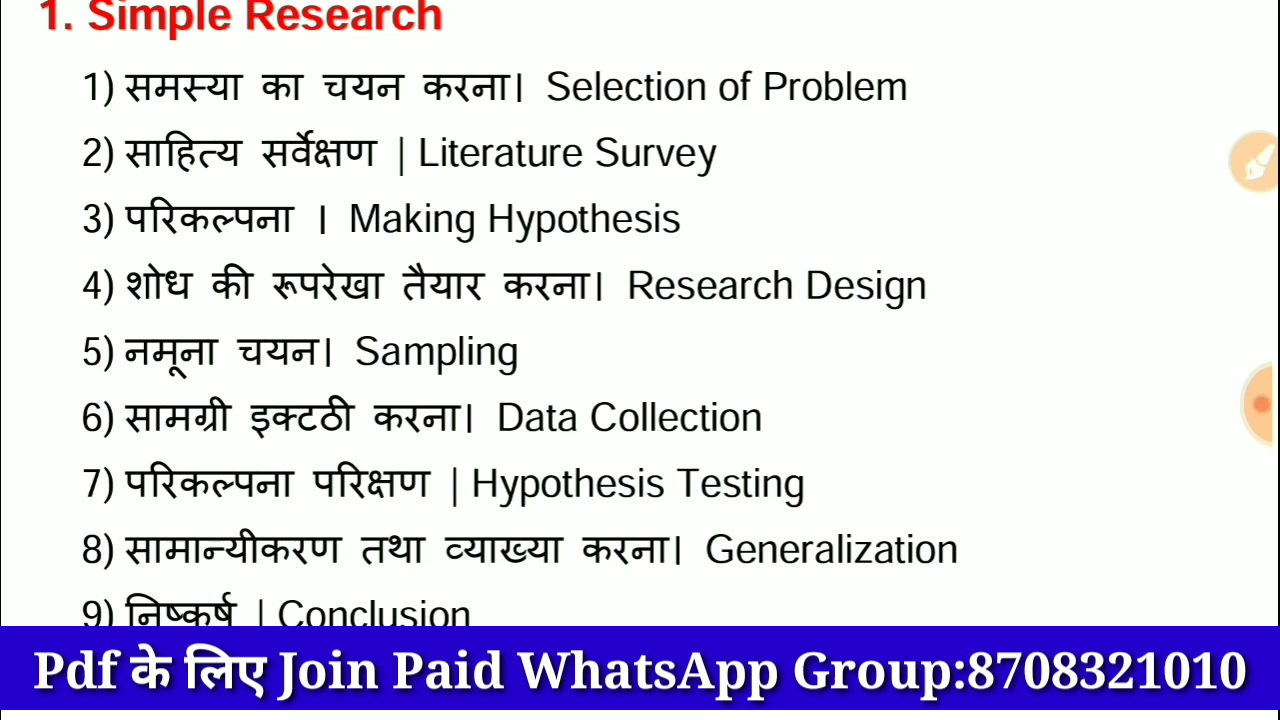 1. Simple Research
1) समस्या का चयन करना। Selection of Problem
2) साहित्य सर्वेक्षण | Literature Survey
3) परिकल्पना । Making Hypothesis
4) शोध की रूपरेखा तैयार करना। Research Design
5) नमूना चयन। Sampling
6) सामग्री इक्टठी करना। Data Collection
7) परिकल्पना परिक्षण | Hypothesis Testing
8) सामान्यीकरण तथा व्याख्या करना। Generalization
9) निष्कर्ष | Conclusion
Pdf के लिए Join Paid WhatsApp Group:8708321010